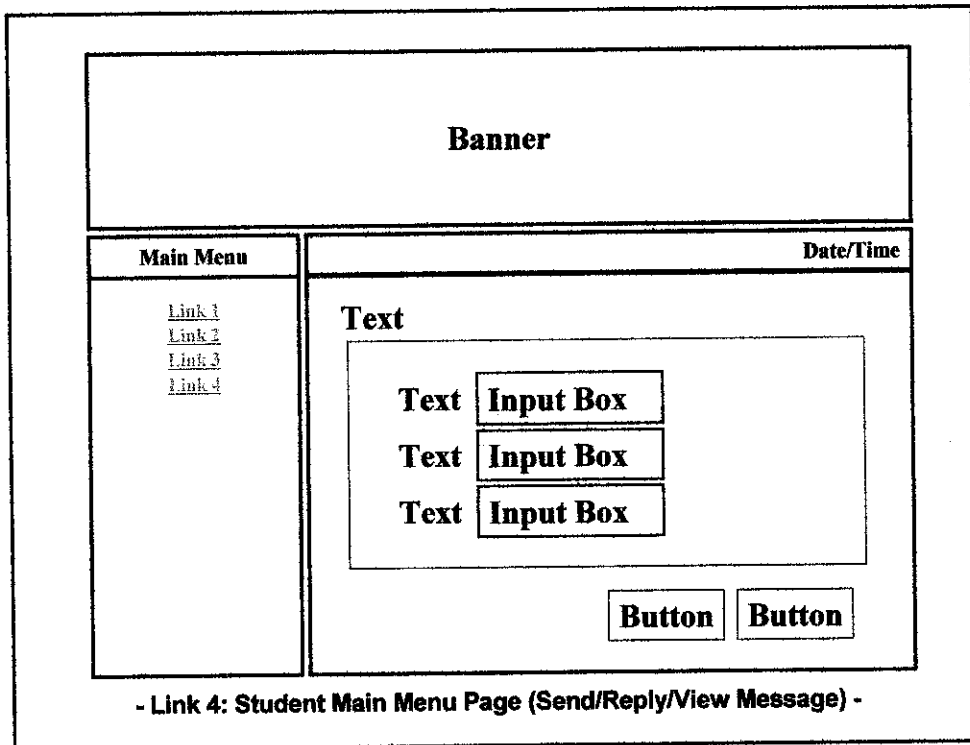 Banner
Main Menu
Date/Time
Link 1
Link 2
Link 3
Link 4
Text
Text Input Box
Text Input Box
Text Input Box
Button Button
- Link 4: Student Main Menu Page (Send/Reply/View Message) -